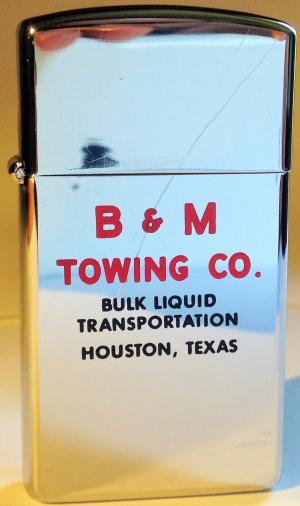 B & M
TOWING CO.
BULK LIQUID
TRANSPORTATION
HOUSTON, TEXAS